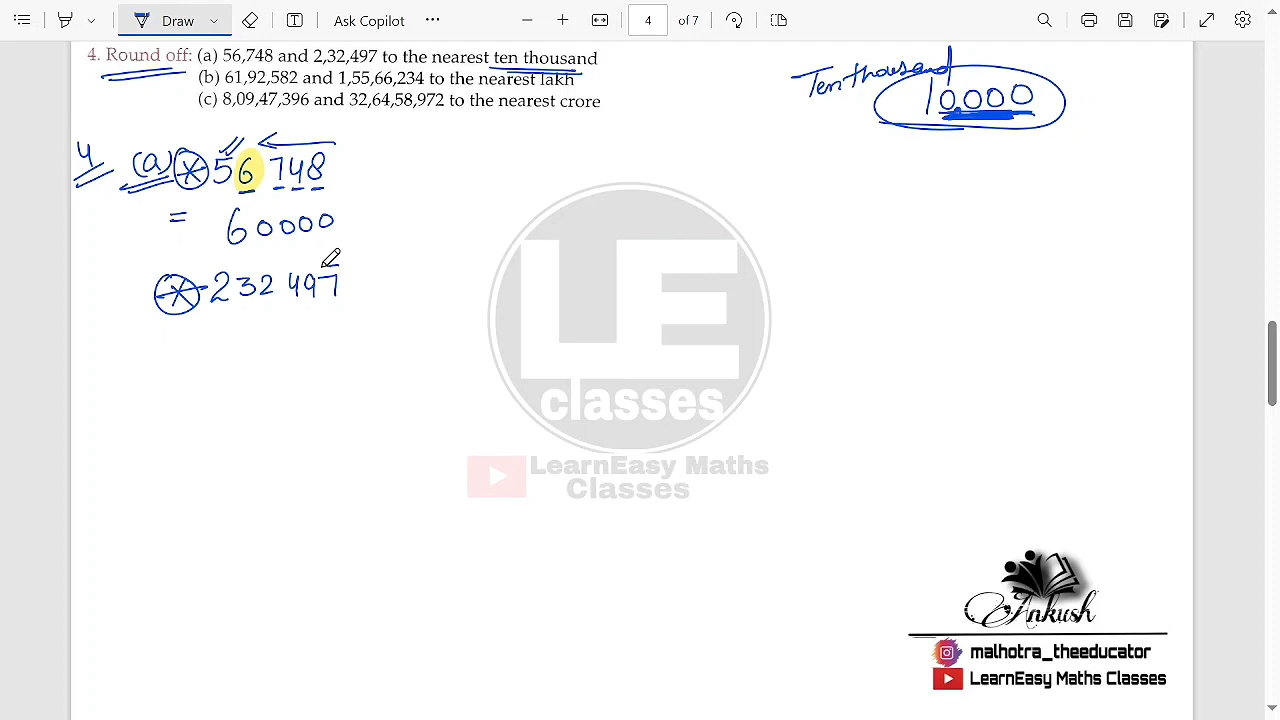 Draw
Ask Copilot
4 of 7
4. Round off: (a) 56,748 and 2,32,497 to the nearest ten thousand
(b) 61,92,582 and 1,55,66,234 to the nearest lakh
(c) 8,09,47,396 and 32,64,58,972 to the nearest crore
Ten thousand
10,000
4 (a) 56 748
= 60000
232 497
LE
classes
LearnEasy Maths
Classes
Ankush
malhotra_theeducator
LearnEasy Maths Classes